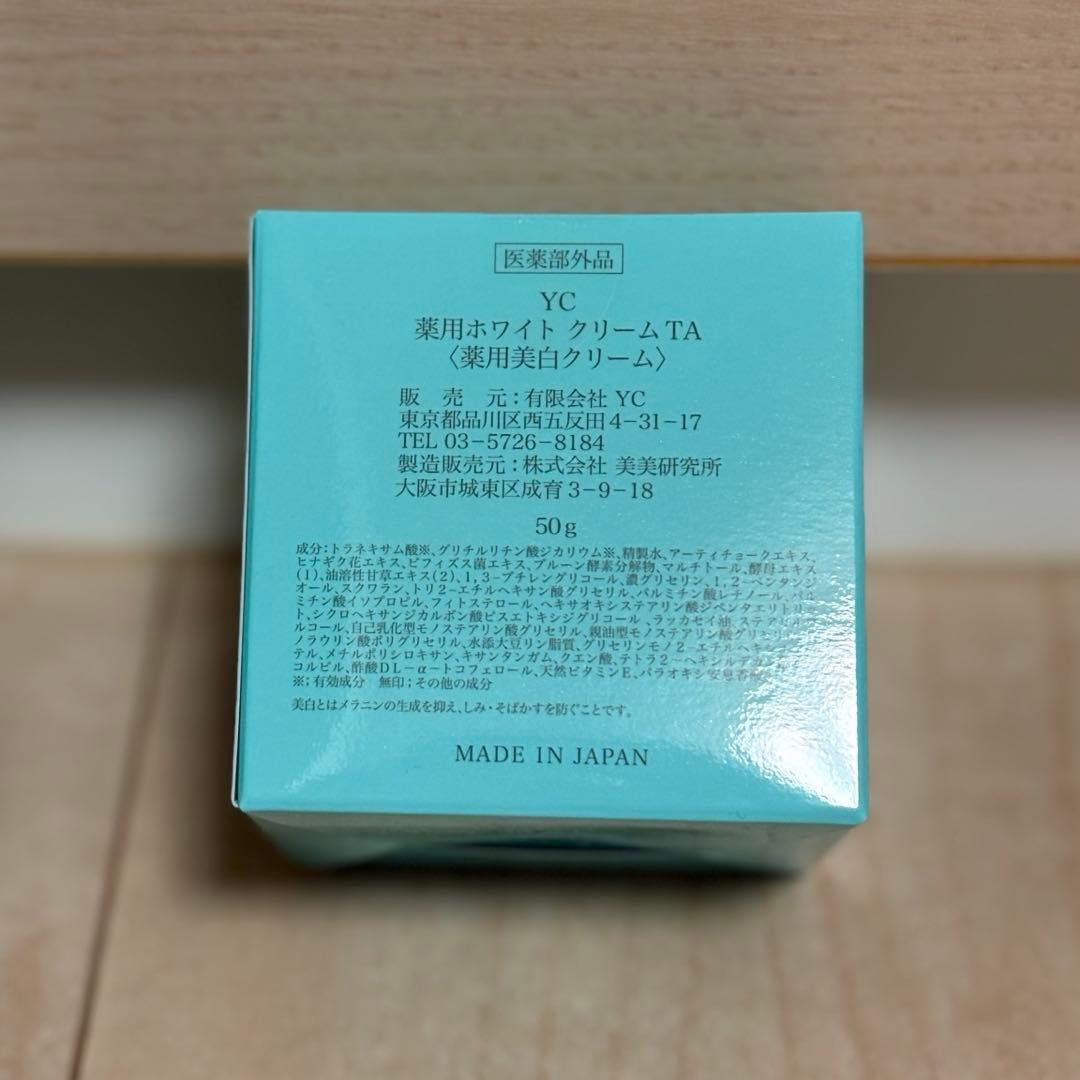 医薬部外品
YC
薬用ホワイト クリームTA
〈薬用美白クリーム〉
販 売 元:有限会社 YC
東京都品川区西五反田4-31-17
TEL 03-5726-8184
製造販売元:株式会社 美美研究所
大阪市城東区成育3-9-18
50g
成分:トラネキサム酸※、グリチルリチン酸ジカリウム※、精製水、アーティチョークエキス、
ヒナギク花エキス、ビフィズス菌エキス、プルーン酵素分解物、マルチトール、酵母エキス
(1)、油溶性甘草エキス(2)、1,3-ブチレングリコール、濃グリセリン、1,2-ペンタンジ
オール、スクワラン、トリ2-エチルヘキサン酸グリセリル、パルミチン酸レチノール、パル
ミチン酸イソプロピル、フィトステロール、ヘキサオキシステアリン酸ジペンタエリトリッ
ト、シクロヘキサンジカルボン酸ビスエトキシジグリコール、ラッカセイ油、ステアリル
ルコール、自己乳化型モノステアリン酸グリセリル、親油型モノステアリン酸グリセリル
ノラウリン酸ポリグリセリル、水添大豆リン脂質、グリセリンモノ2-エチルヘキ
テル、メチルポリシロキサン、キサンタンガム、クエン酸、テトラ2-ヘキシルデカン
コルビル、酢酸DL-α-トコフェロール、天然ビタミンE、パラオキシ安息香酸
※;有効成分 無印;その他の成分
美白とはメラニンの生成を抑え、しみ・そばかすを防ぐことです。
MADE IN JAPAN